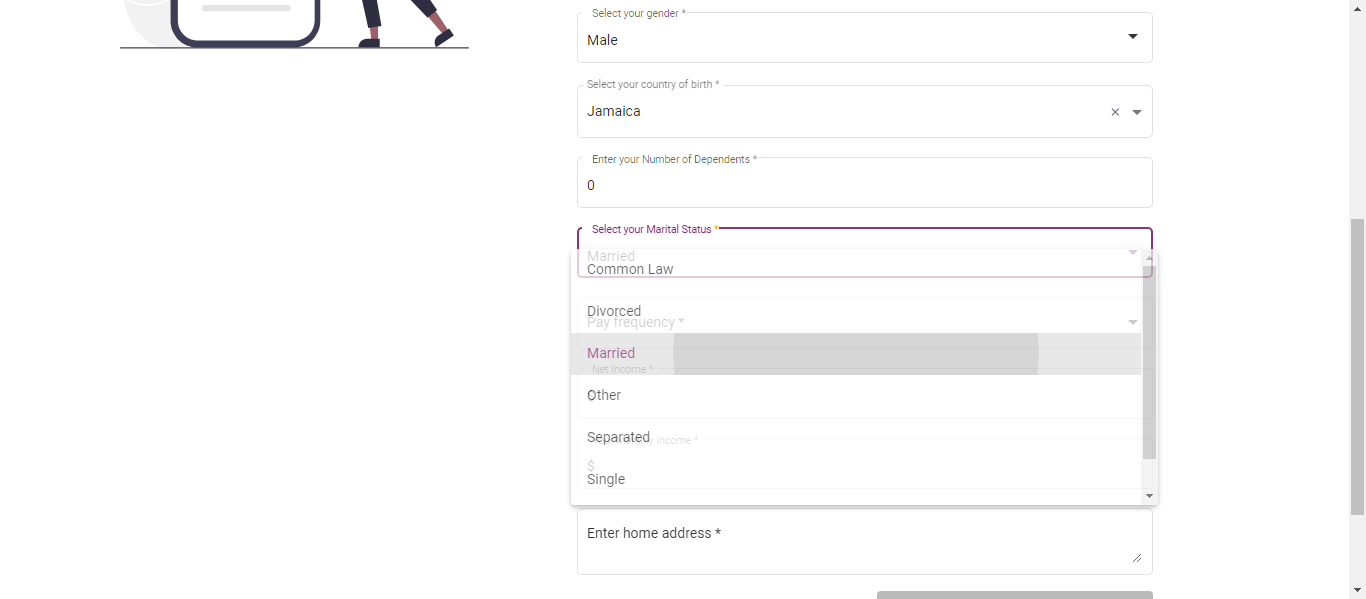 Select your gender *
Male
Select your country of birth *
Jamaica
Enter your Number of Dependents *
0
Select your Marital Status *
Married
Common Law
Divorced
Pay frequency *
Married
Net Income *
Other
Separated
y Income *
$
Single
Enter home address *